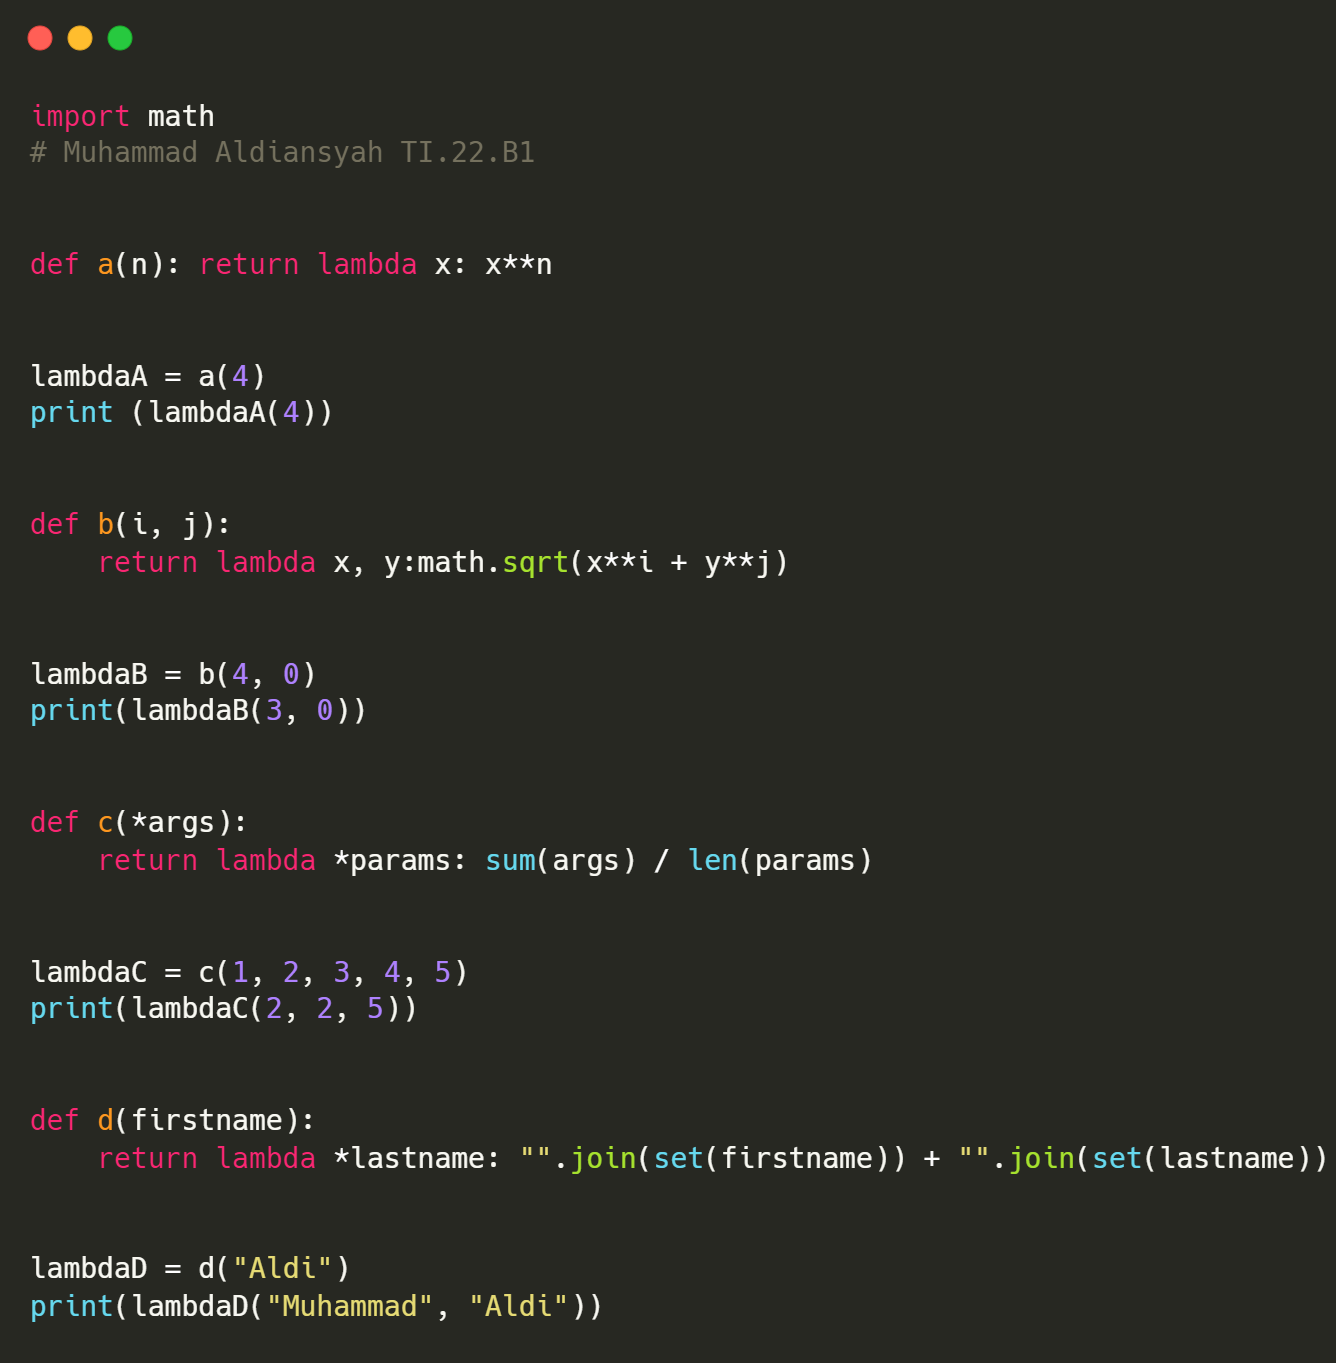 import math
# Muhammad Aldiansyah TI.22.B1
def a(n): return lambda x: x**n
lambdaA = a(4)
print (lambdaA(4))
def b(i, j):
    return lambda x, y:math.sqrt(x**i + y**j)
lambdaB = b(4, 0)
print(lambdaB(3, 0))
def c(*args):
    return lambda *params: sum(args) / len(params)
lambdaC = c(1, 2, 3, 4, 5)
print(lambdaC(2, 2, 5))
def d(firstname):
    return lambda *lastname: "".join(set(firstname)) + "".join(set(lastname))
lambdaD = d("Aldi")
print(lambdaD("Muhammad", "Aldi"))